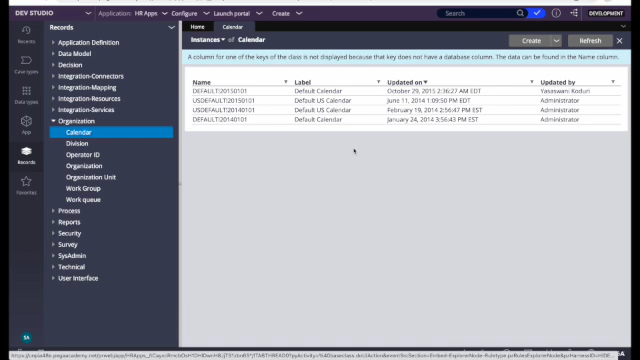 DEV STUDIO Application: HR Apps Configure Launch portal Create Search DEVELOPMENT
Records Home Calendar
Recents
Case types
Data types
App
Records
Favorites
Application Definition
Data Model
Decision
Integration-Connectors
Integration-Mapping
Integration-Resources
Integration-Services
Organization
Calendar
Division
Operator ID
Organization
Organization Unit
Work Group
Work queue
Process
Reports
Security
Survey
SysAdmin
Technical
User Interface
Instances of Calendar Create Refresh
A column for one of the keys of the class is not displayed because that key does not have a database column. The data can be found in the Name column.
Name Label Updated on Updated by
DEFAULT!20150101 Default Calendar October 29, 2015 2:36:27 AM EDT Yasaswani Koduri
USDEFAULT!20150101 Default US Calendar June 11, 2014 1:09:50 PM EDT Administrator
USDEFAULT!20140101 Default US Calendar February 19, 2014 2:56:47 PM EST Administrator
DEFAULT!20140101 Default Calendar January 24, 2014 3:56:43 PM EST Administrator
SA